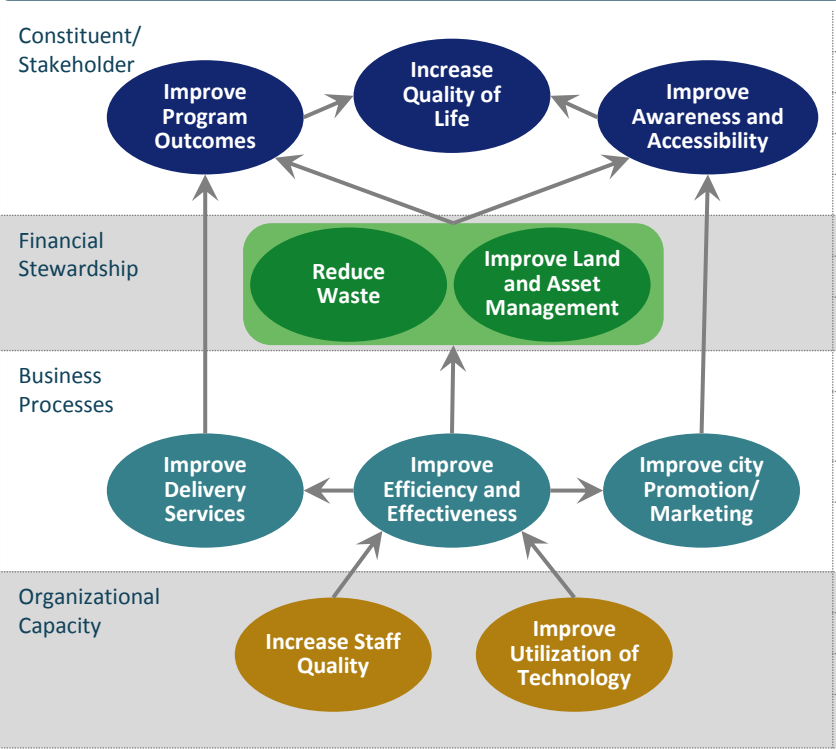 Constituent/
Stakeholder
Improve
Program
Outcomes
Increase
Quality of
Life
Improve
Awareness and
Accessibility
Financial
Stewardship
Reduce
Waste
Improve Land
and Asset
Management
Business
Processes
Improve
Delivery
Services
Improve
Efficiency and
Effectiveness
Improve city
Promotion/
Marketing
Organizational
Capacity
Increase Staff
Quality
Improve
Utilization of
Technology